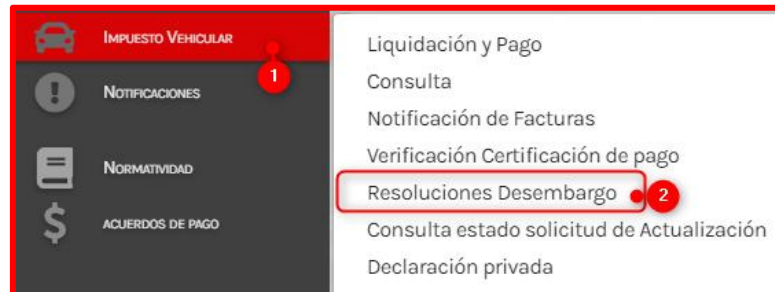 IMPUESTO VEHICULAR
1
NOTIFICACIONES
NORMATIVIDAD
ACUERDOS DE PAGO
Liquidación y Pago
Consulta
Notificación de Facturas
Verificación Certificación de pago
Resoluciones Desembargo 2
Consulta estado solicitud de Actualización
Declaración privada